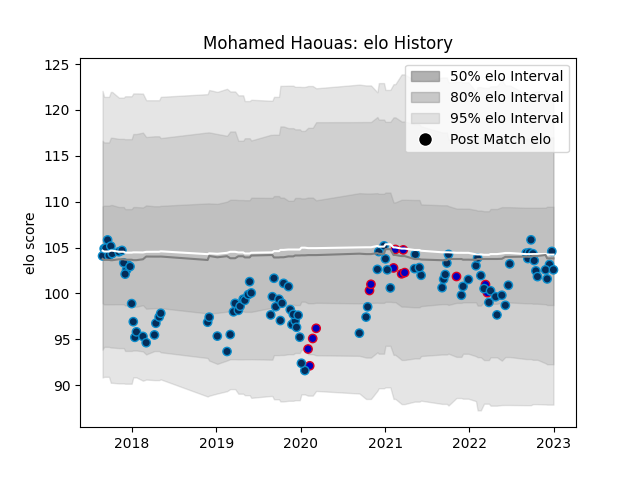 Mohamed Haouas: elo History
50% elo Interval
80% elo Interval
95% elo Interval
Post Match elo
elo score
125
120
115
110
105
100
95
90
2018 2019 2020 2021 2022 2023